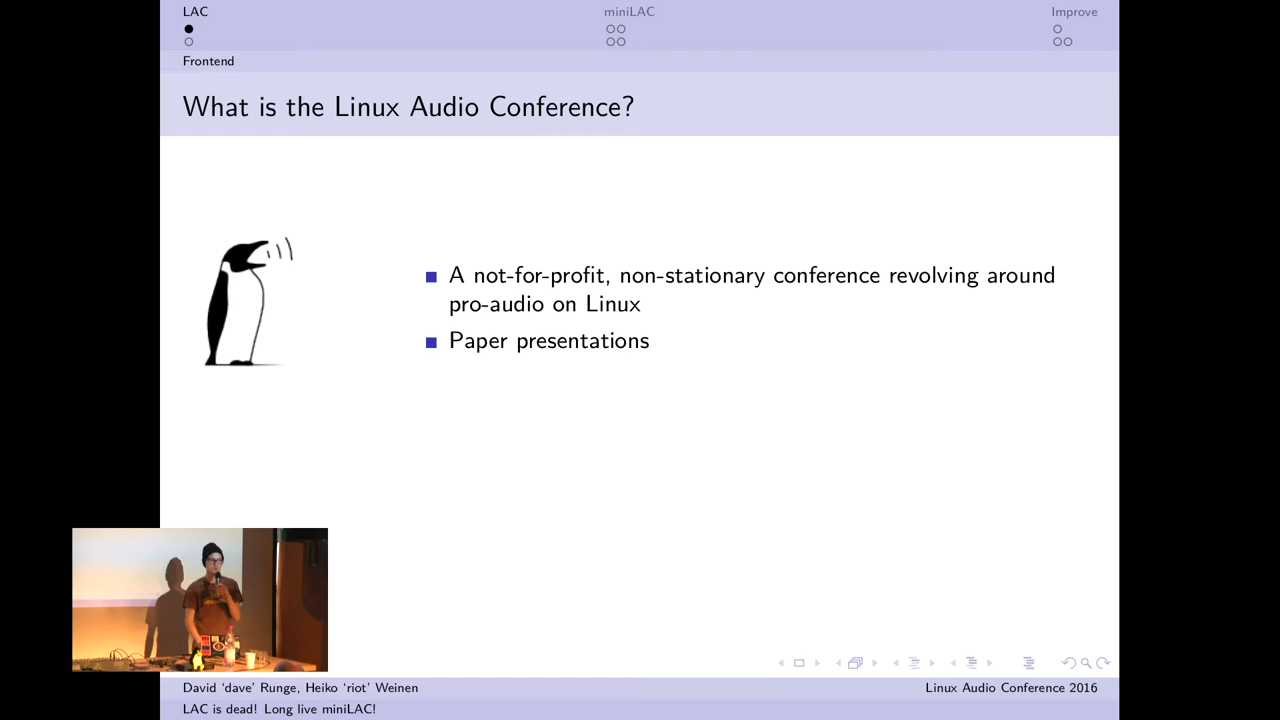 LAC
miniLAC
Improve
Frontend
What is the Linux Audio Conference?
A not-for-profit, non-stationary conference revolving around
pro-audio on Linux
Paper presentations
David ‘dave’ Runge, Heiko ‘riot’ Weinen
Linux Audio Conference 2016
LAC is dead! Long live miniLAC!